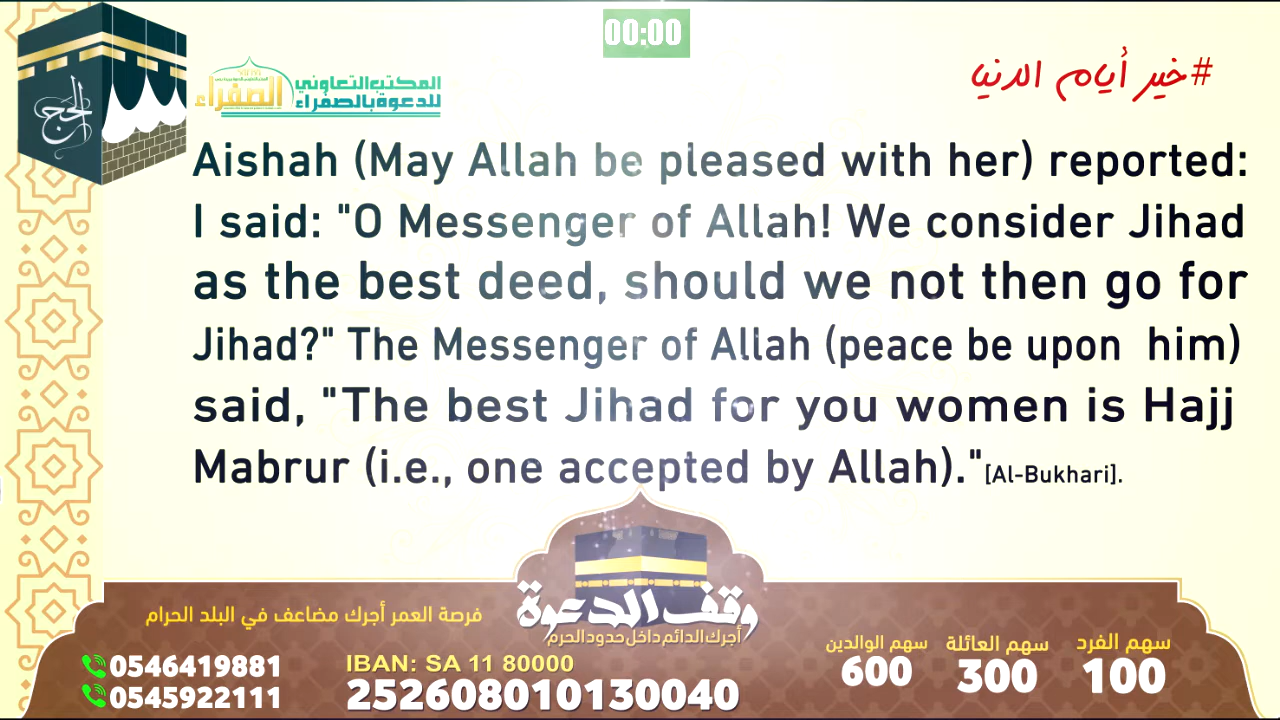 00:00
#خير أيام الدنيا
الحج
المكتب التعاوني
للدعوة بالصفراء
الصفراء
Aishah (May Allah be pleased with her) reported:
I said: "O Messenger of Allah! We consider Jihad
as the best deed, should we not then go for
Jihad?" The Messenger of Allah (peace be upon him)
said, "The best Jihad for you women is Hajj
Mabrur (i.e., one accepted by Allah)."[Al-Bukhari].
وقف الدعوة
أجرك الدائم داخل حدود الحرم
فرصة العمر أجرك مضاعف في البلد الحرام
0546419881
0545922111
IBAN: SA 11 80000
252608010130040
سهم الفرد
100
سهم العائلة
300
سهم الوالدين
600